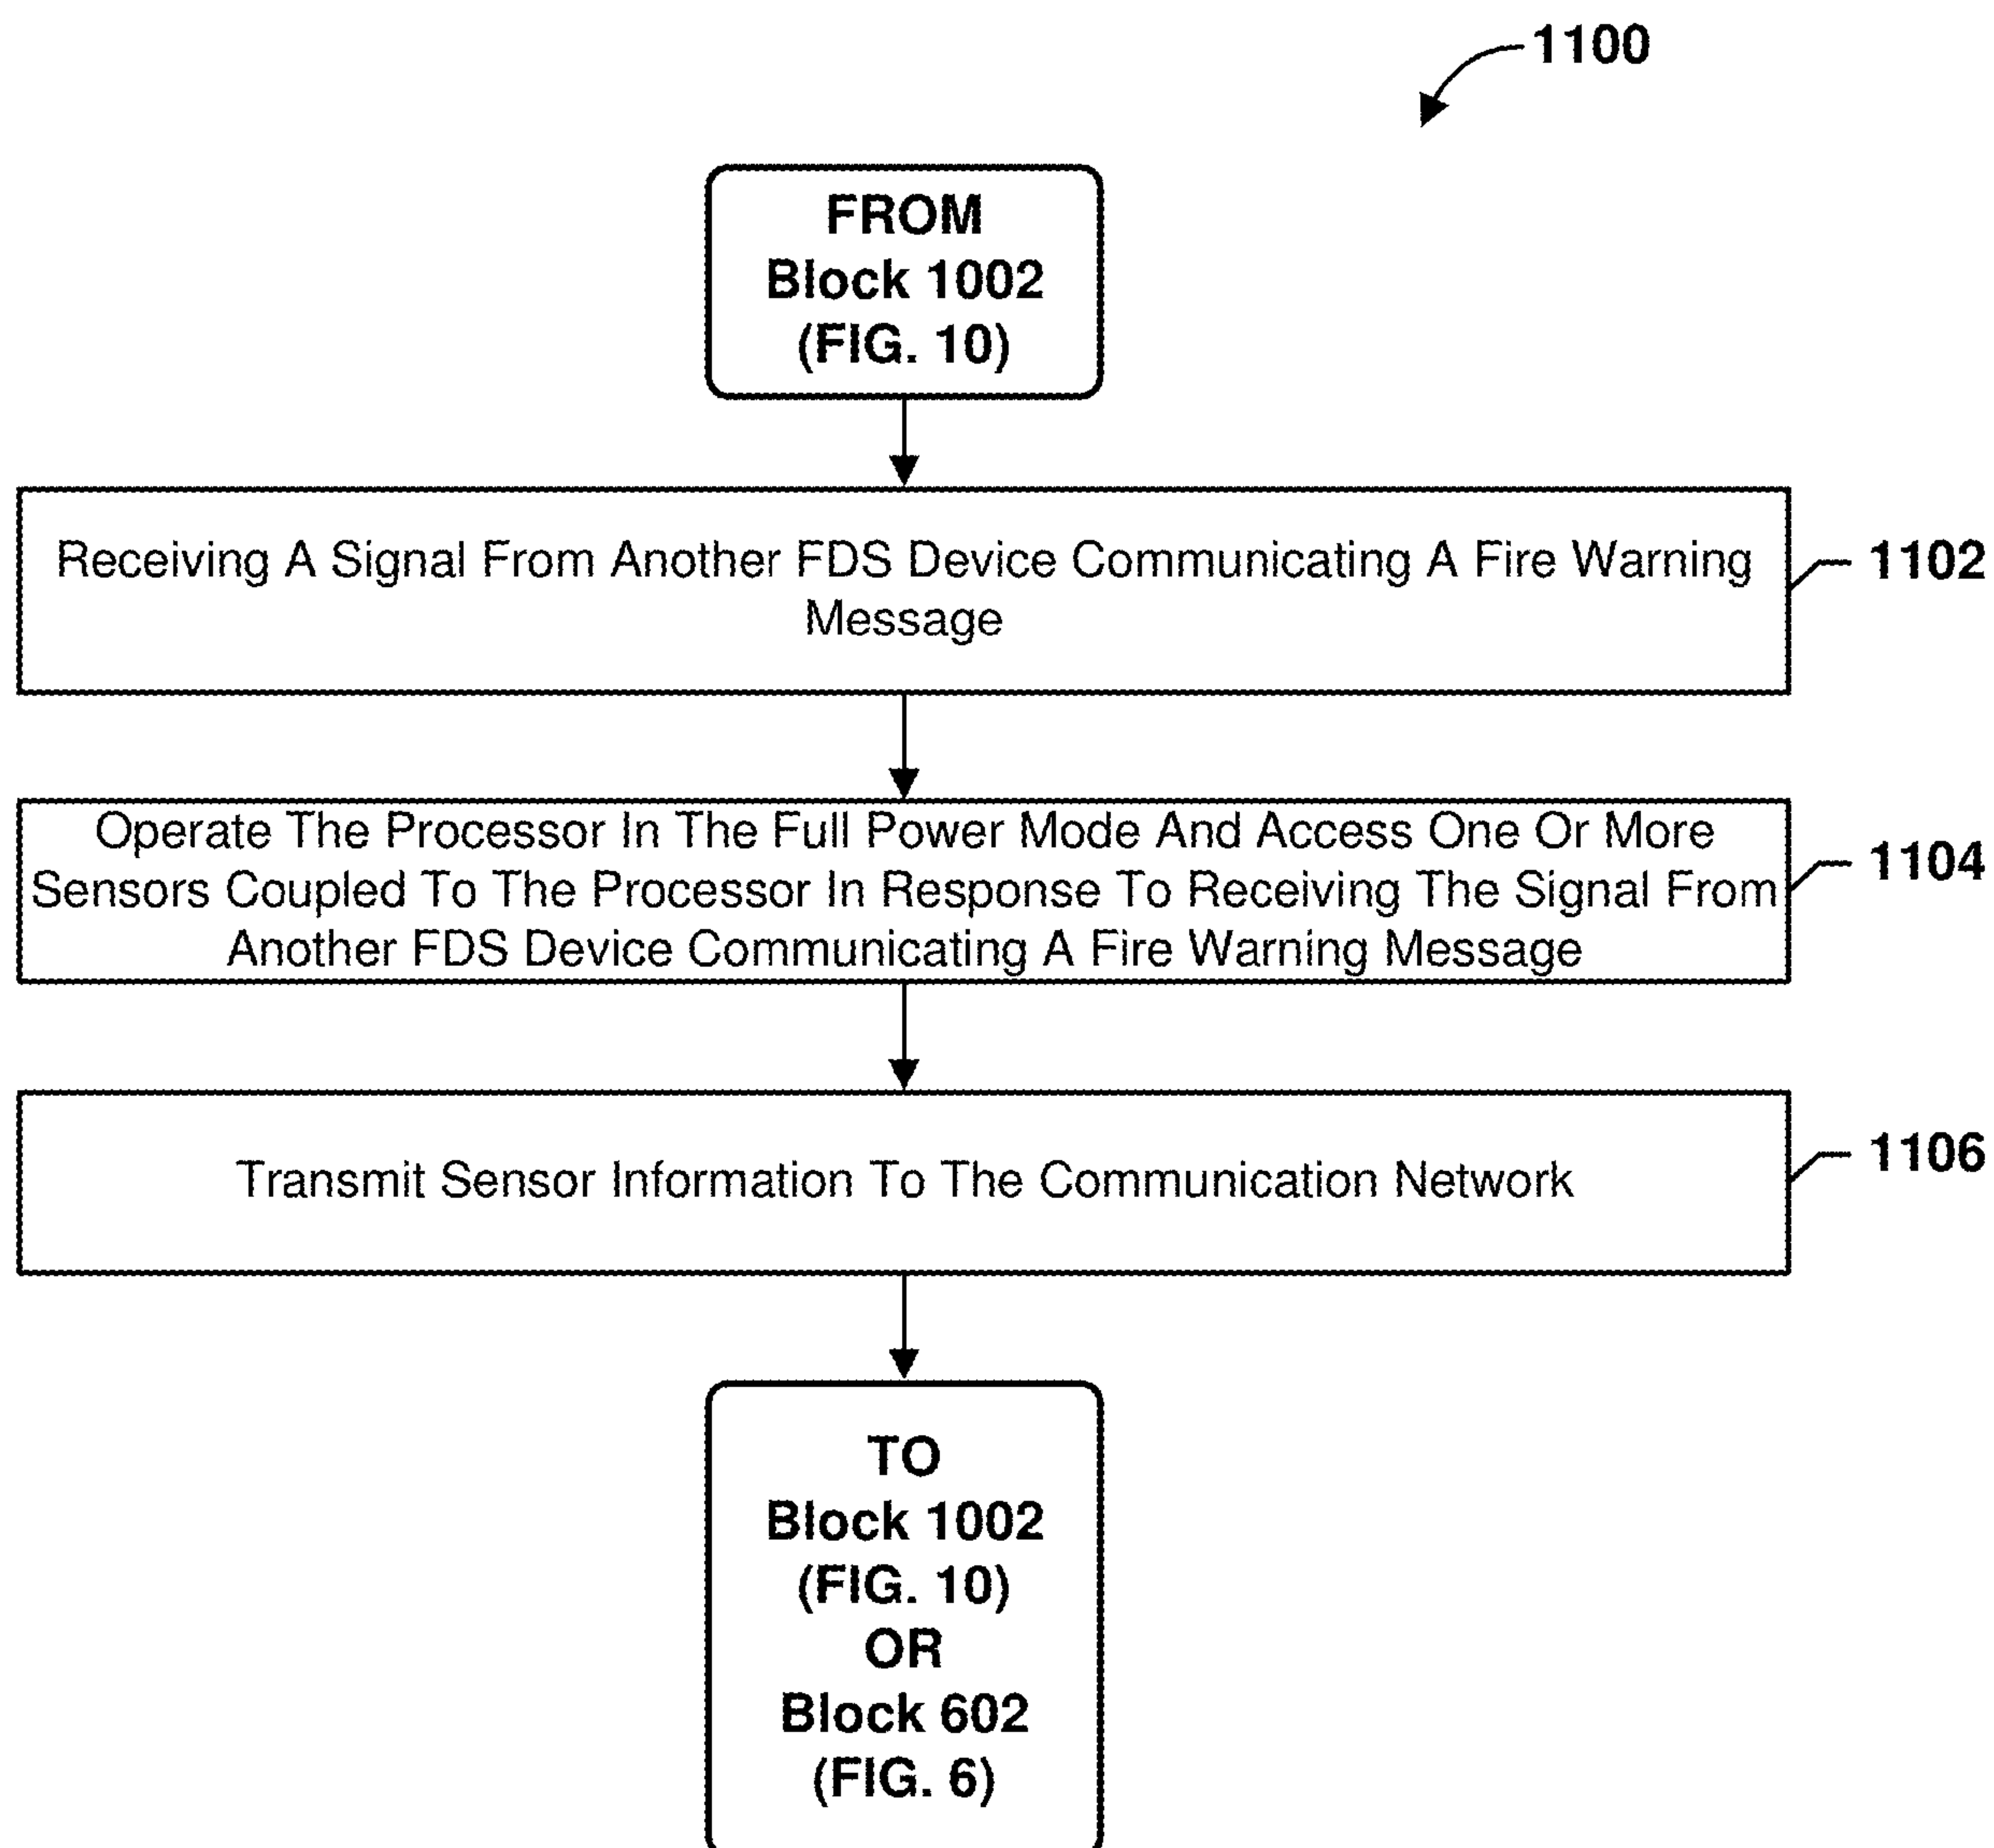 1100
FROM
Block 1002
(FIG. 10)
Receiving A Signal From Another FDS Device Communicating A Fire Warning
Message
1102
Operate The Processor In The Full Power Mode And Access One Or More
Sensors Coupled To The Processor In Response To Receiving The Signal From
Another FDS Device Communicating A Fire Warning Message
1104
Transmit Sensor Information To The Communication Network
1106
TO
Block 1002
(FIG. 10)
OR
Block 602
(FIG. 6)